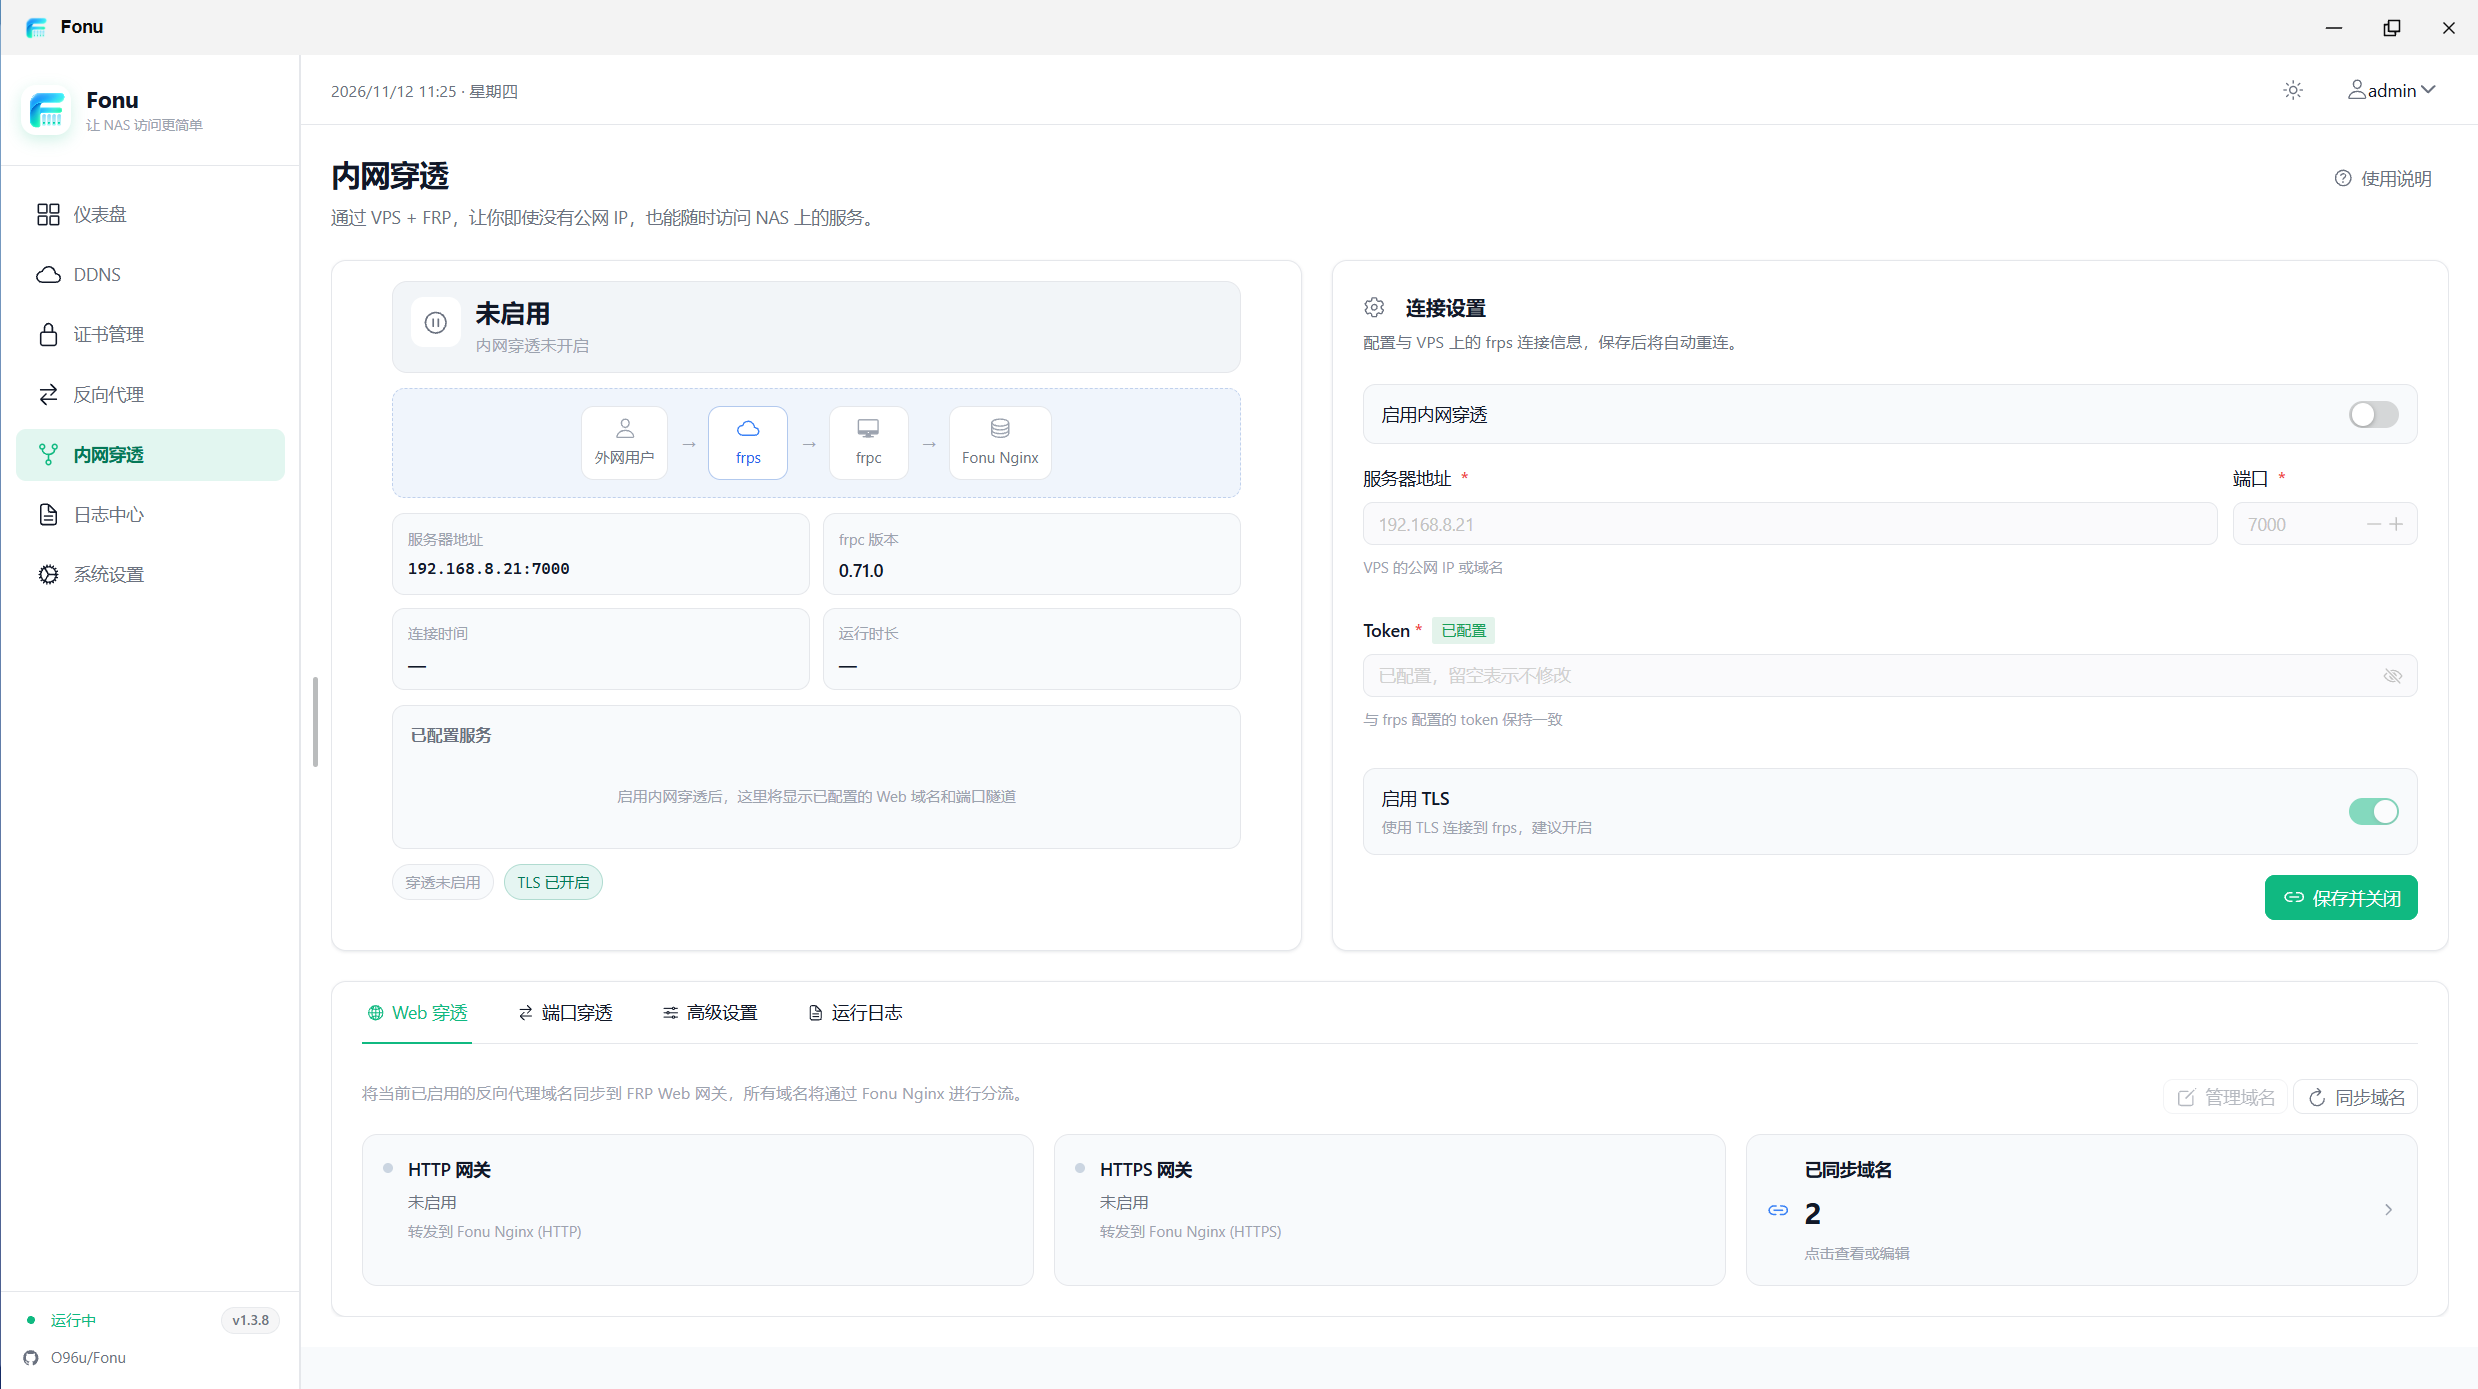 Fonu
Fonu
让 NAS 访问更简单
仪表盘
DDNS
证书管理
反向代理
内网穿透
日志中心
系统设置
运行中
v1.3.8
O96u/Fonu
2026/11/12 11:25 · 星期四
admin
内网穿透
使用说明
通过 VPS + FRP，让你即使没有公网 IP，也能随时访问 NAS 上的服务。
未启用
内网穿透未开启
外网用户 → frps → frpc → Fonu Nginx
服务器地址
192.168.8.21:7000
frpc 版本
0.71.0
连接时间
—
运行时长
—
已配置服务
启用内网穿透后，这里将显示已配置的 Web 域名和端口隧道
穿透未启用
TLS 已开启
连接设置
配置与 VPS 上的 frps 连接信息，保存后将自动重连。
启用内网穿透
服务器地址 *
192.168.8.21
VPS 的公网 IP 或域名
端口 *
7000
Token * 已配置
已配置，留空表示不修改
与 frps 配置的 token 保持一致
启用 TLS
使用 TLS 连接到 frps，建议开启
保存并关闭
Web 穿透
端口穿透
高级设置
运行日志
将当前已启用的反向代理域名同步到 FRP Web 网关，所有域名将通过 Fonu Nginx 进行分流。
管理域名
同步域名
HTTP 网关
未启用
转发到 Fonu Nginx (HTTP)
HTTPS 网关
未启用
转发到 Fonu Nginx (HTTPS)
已同步域名
2
点击查看或编辑